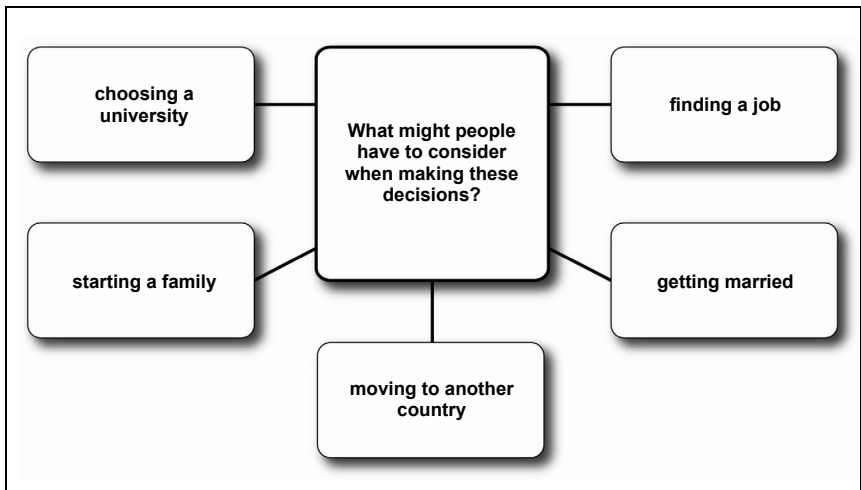 choosing a
university
What might people
have to consider
when making these
decisions?
finding a job
starting a family
getting married
moving to another
country